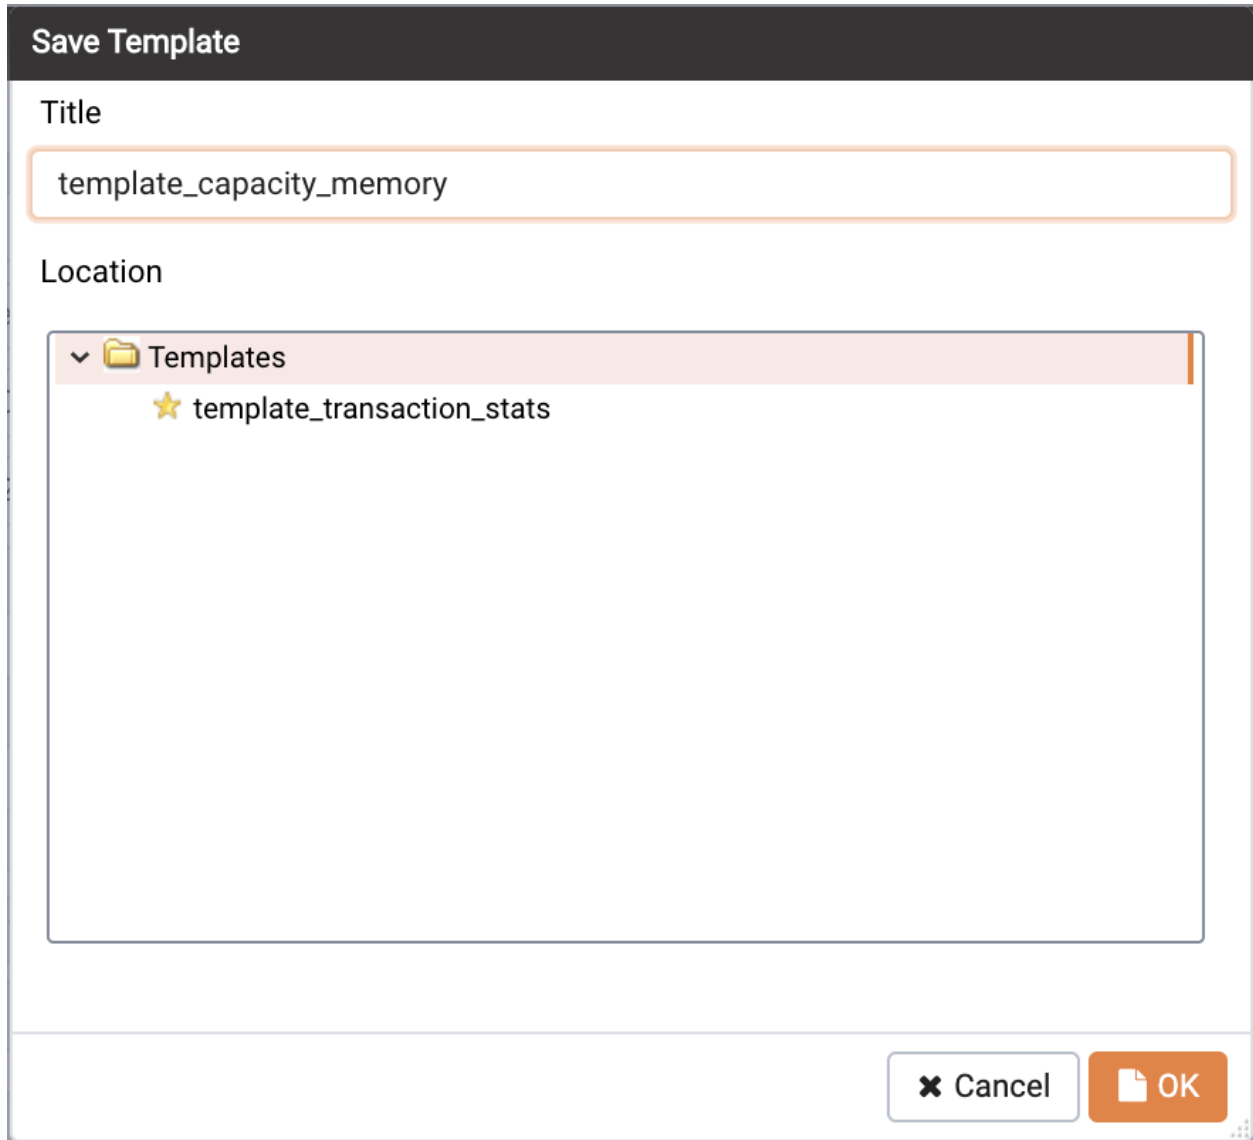 Save Template
Title
template_capacity_memory
Location
Templates
template_transaction_stats
Cancel
OK